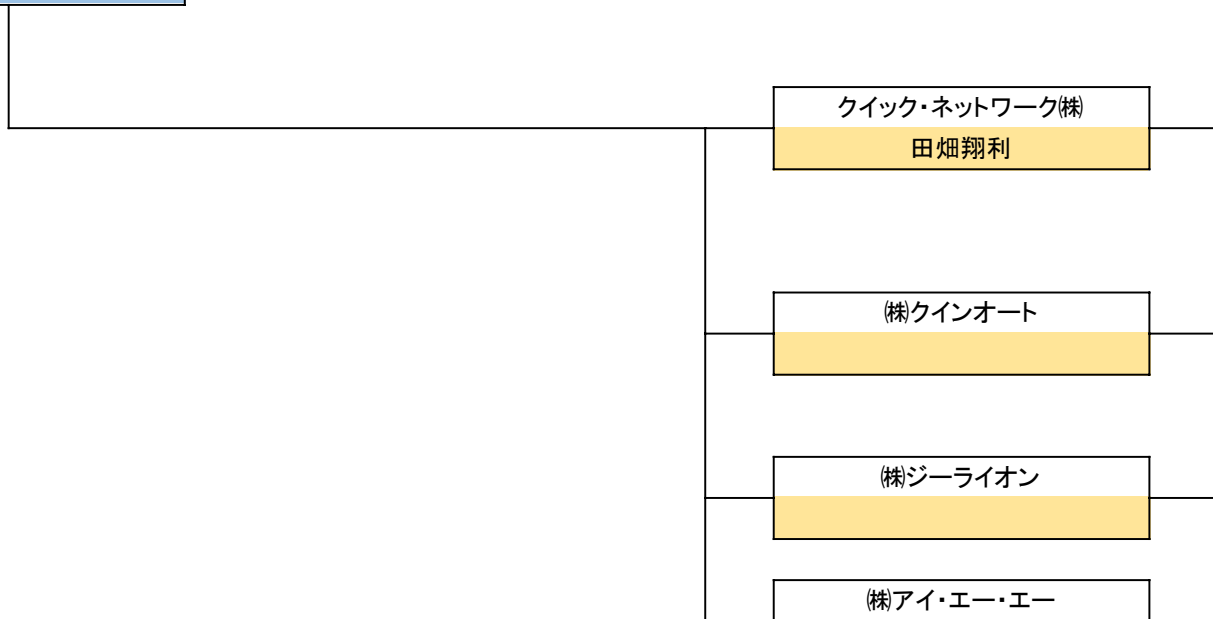 クイック・ネットワーク㈱
田畑翔利
㈱クインオート
㈱ジーライオン
㈱アイ・エー・エー